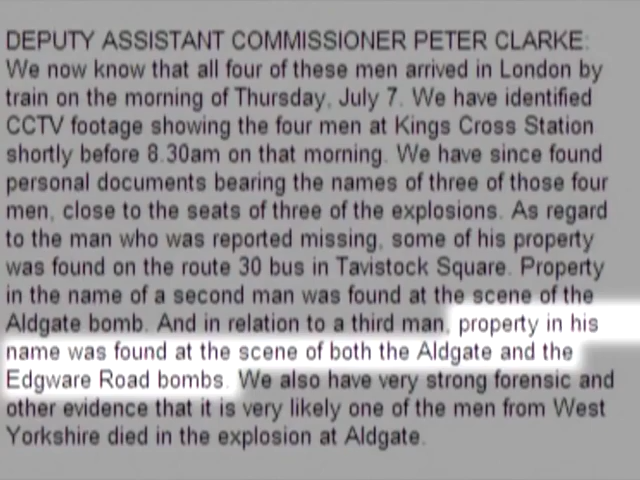 DEPUTY ASSISTANT COMMISSIONER PETER CLARKE:
We now know that all four of these men arrived in London by
train on the morning of Thursday, July 7. We have identified
CCTV footage showing the four men at Kings Cross Station
shortly before 8.30am on that morning. We have since found
personal documents bearing the names of three of those four
men, close to the seats of three of the explosions. As regard
to the man who was reported missing, some of his property
was found on the route 30 bus in Tavistock Square. Property
in the name of a second man was found at the scene of the
Aldgate bomb. And in relation to a third man, property in his
name was found at the scene of both the Aldgate and the
Edgware Road bombs. We also have very strong forensic and
other evidence that it is very likely one of the men from West
Yorkshire died in the explosion at Aldgate.